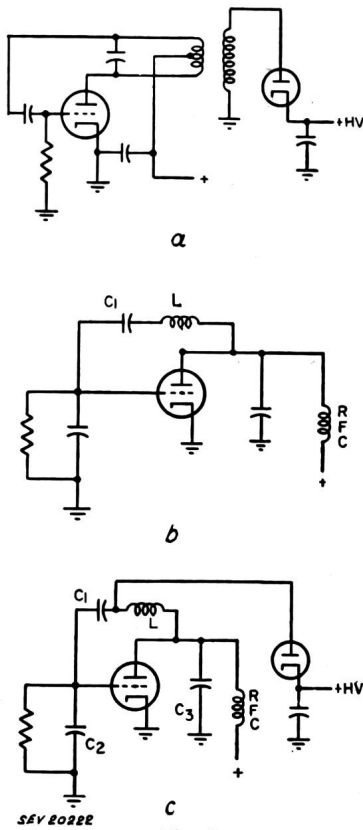 +HV
+
a
C1
L
RFC
+
b
C1
L
+HV
C3
RFC
C2
+
SEV 20222
c